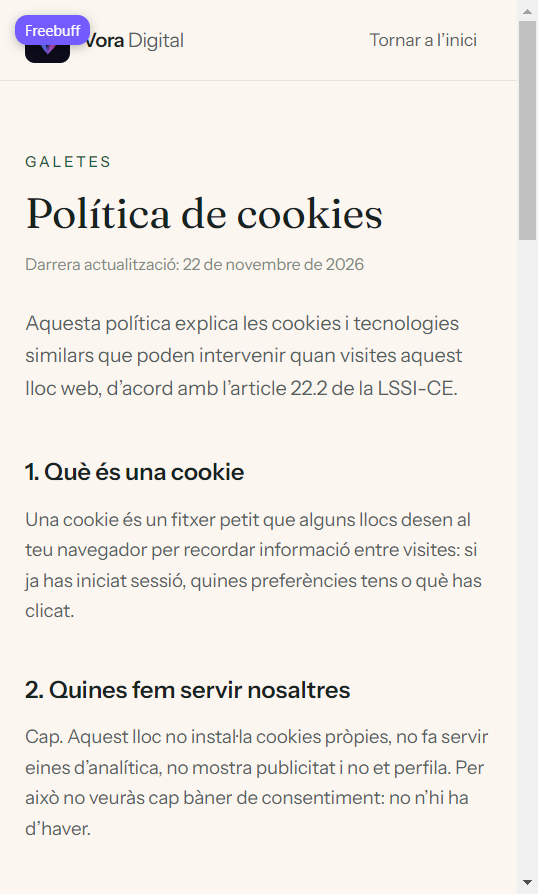 Freebuff
Vora Digital
Tornar a l’inici
GALETES
Política de cookies
Darrera actualització: 22 de novembre de 2026
Aquesta política explica les cookies i tecnologies
similars que poden intervenir quan visites aquest
lloc web, d’acord amb l’article 22.2 de la LSSI-CE.
1. Què és una cookie
Una cookie és un fitxer petit que alguns llocs desen al
teu navegador per recordar informació entre visites: si
ja has iniciat sessió, quines preferències tens o què has
clicat.
2. Quines fem servir nosaltres
Cap. Aquest lloc no instal·la cookies pròpies, no fa servir
eines d’analítica, no mostra publicitat i no et perfila. Per
això no veuràs cap bàner de consentiment: no n’hi ha
d’haver.